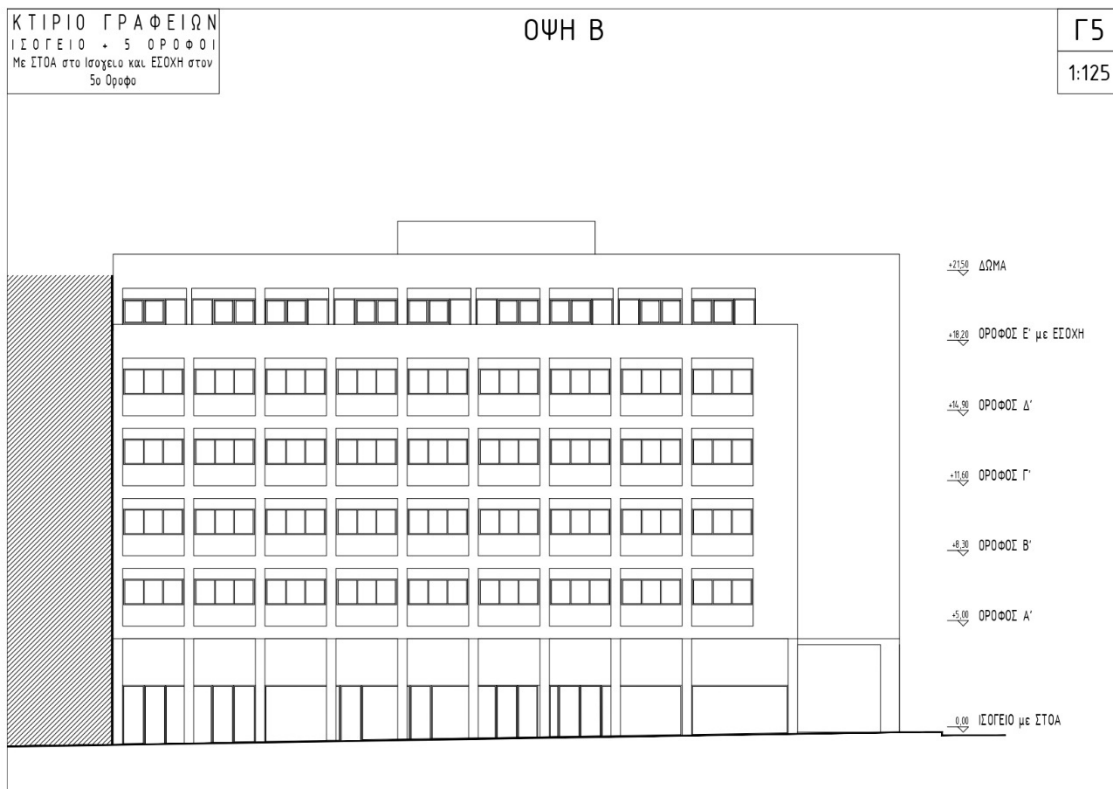 ΚΤΙΡΙΟ ΓΡΑΦΕΙΩΝ
ΙΣΟΓΕΙΟ + 5 ΟΡΟΦΟΙ
Με ΣΤΟΑ στο Ισογειο και ΕΣΟΧΗ στον
5ο Οροφο
ΟΨΗ Β
Γ5
1:125
+21,50 ΔΩΜΑ
+18,20 ΟΡΟΦΟΣ Ε' με ΕΣΟΧΗ
+14,90 ΟΡΟΦΟΣ Δ'
+11,60 ΟΡΟΦΟΣ Γ'
+8,30 ΟΡΟΦΟΣ Β'
+5,00 ΟΡΟΦΟΣ Α'
0,00 ΙΣΟΓΕΙΟ με ΣΤΟΑ